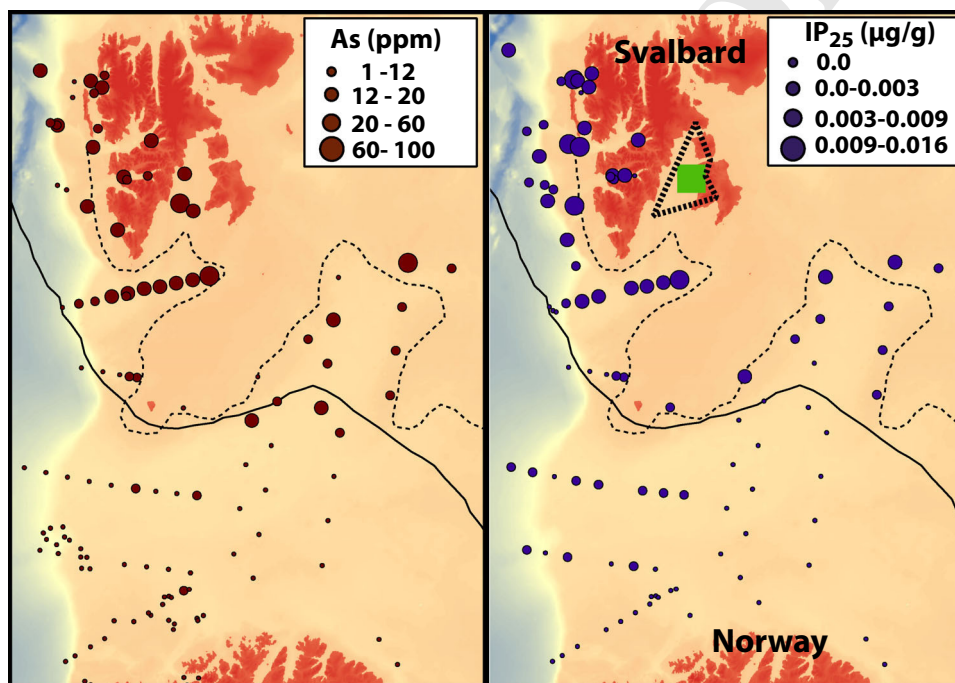 As (ppm)
1 -12
12 - 20
20 - 60
60- 100
Svalbard
IP25 (µg/g)
0.0
0.0-0.003
0.003-0.009
0.009-0.016
Norway